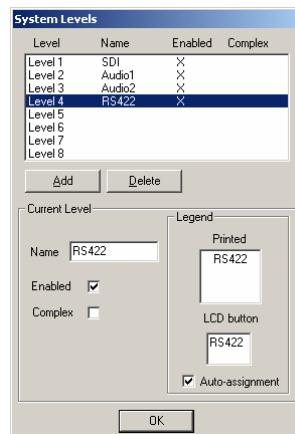 System Levels
Level Name Enabled Complex
Level 1 SDI X
Level 2 Audio1 X
Level 3 Audio2 X
Level 4 RS422 X
Level 5
Level 6
Level 7
Level 8
Add Delete
Current Level
Name RS422
Enabled
Complex
Legend
Printed
RS422
LCD button
RS422
Auto-assignment
OK